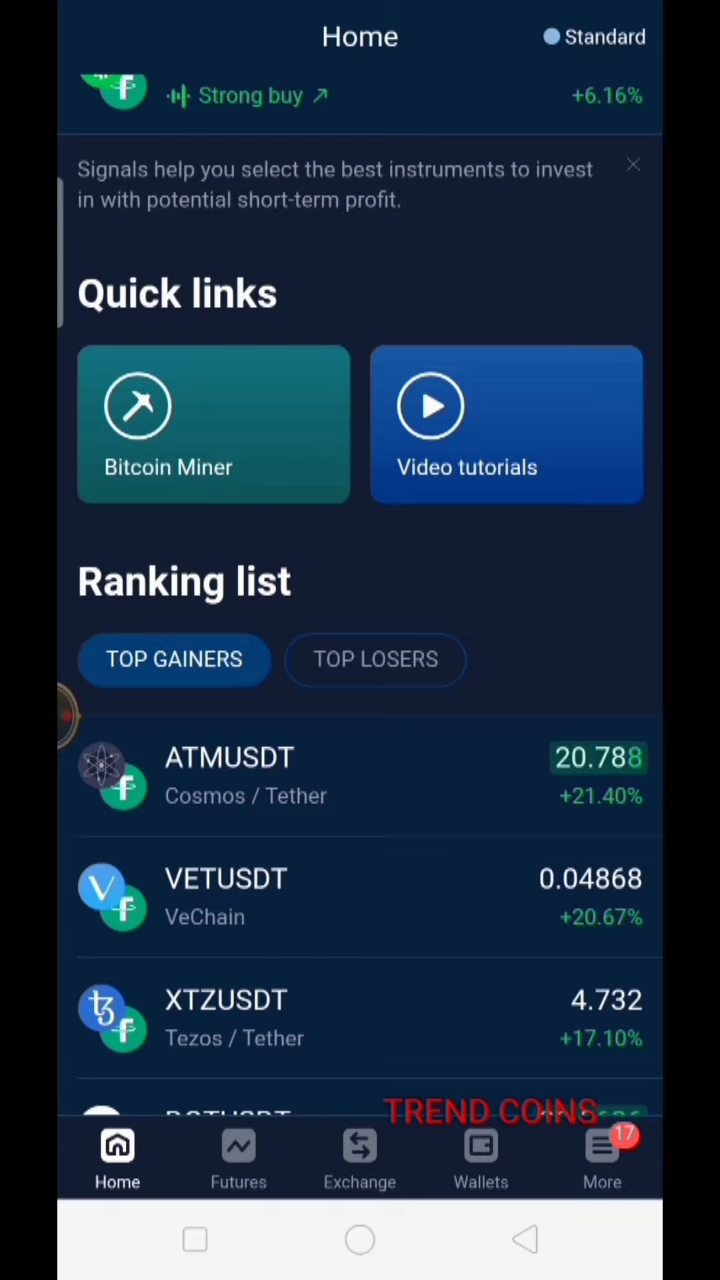 Home
Standard
Strong buy
+6.16%
Signals help you select the best instruments to invest
in with potential short-term profit.
Quick links
Bitcoin Miner
Video tutorials
Ranking list
TOP GAINERS
TOP LOSERS
ATMUSDT
20.788
Cosmos / Tether
+21.40%
VETUSDT
0.04868
VeChain
+20.67%
XTZUSDT
4.732
Tezos / Tether
+17.10%
TREND COINS
17
Home
Futures
Exchange
Wallets
More